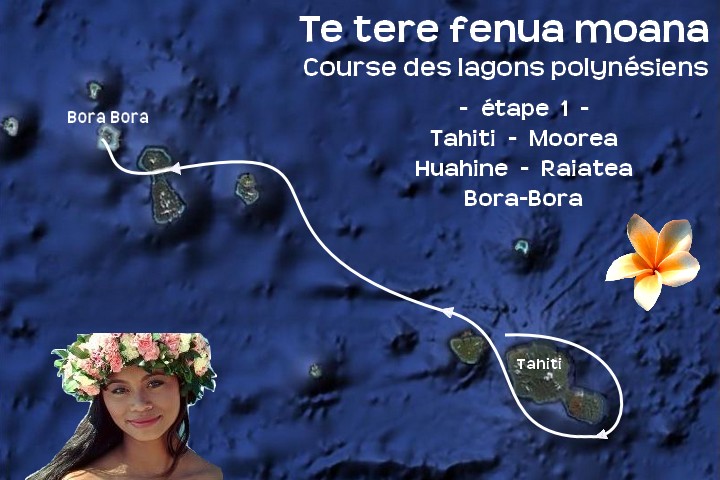 Te tere fenua moana
Course des lagons polynésiens
- étape 1 -
Tahiti - Moorea
Huahine - Raiatea
Bora-Bora
Bora Bora
Tahiti